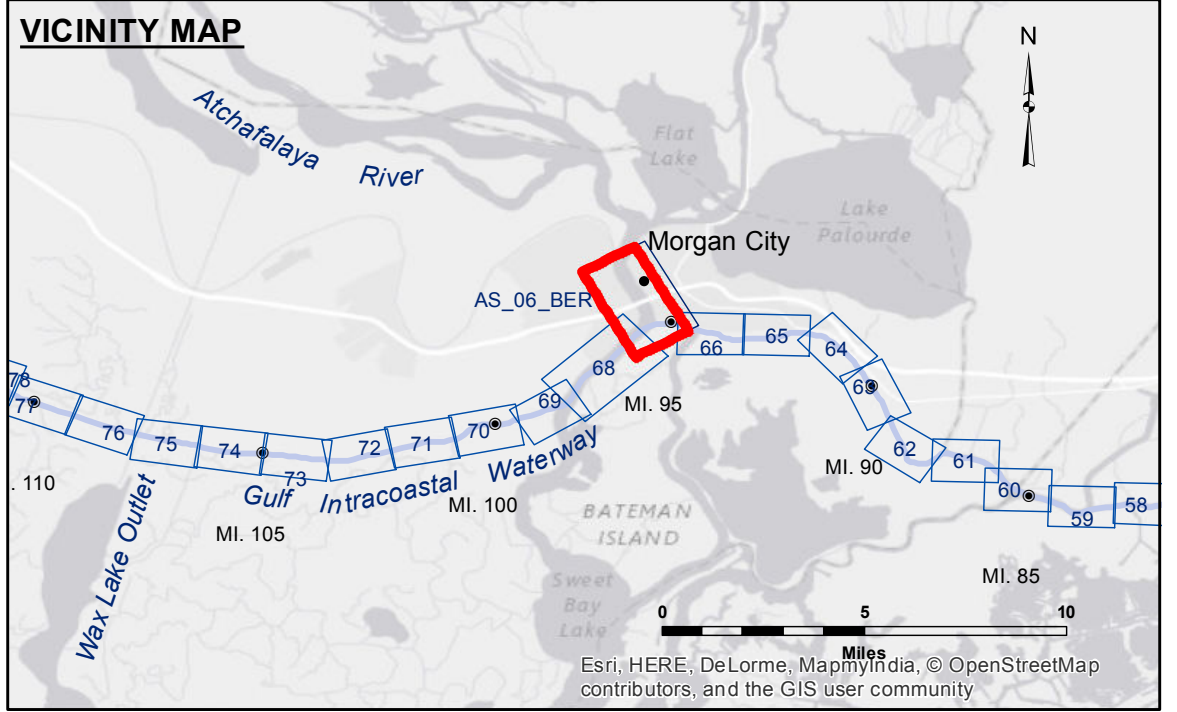 VICINITY MAP
N
Atchafalaya
River
Flat
Lake
Lake
Palourde
Morgan City
AS_06_BER
66
65
64
63
62
61
60
59
58
68
69
70
71
72
73
74
75
76
77
78
MI. 95
MI. 90
MI. 85
MI. 100
MI. 105
. 110
Gulf Intracoastal Waterway
Wax Lake Outlet
BATEMAN
ISLAND
Sweet
Bay
Lake
0 5 10
Miles
Esri, HERE, DeLorme, MapmyIndia, © OpenStreetMap
contributors, and the GIS user community